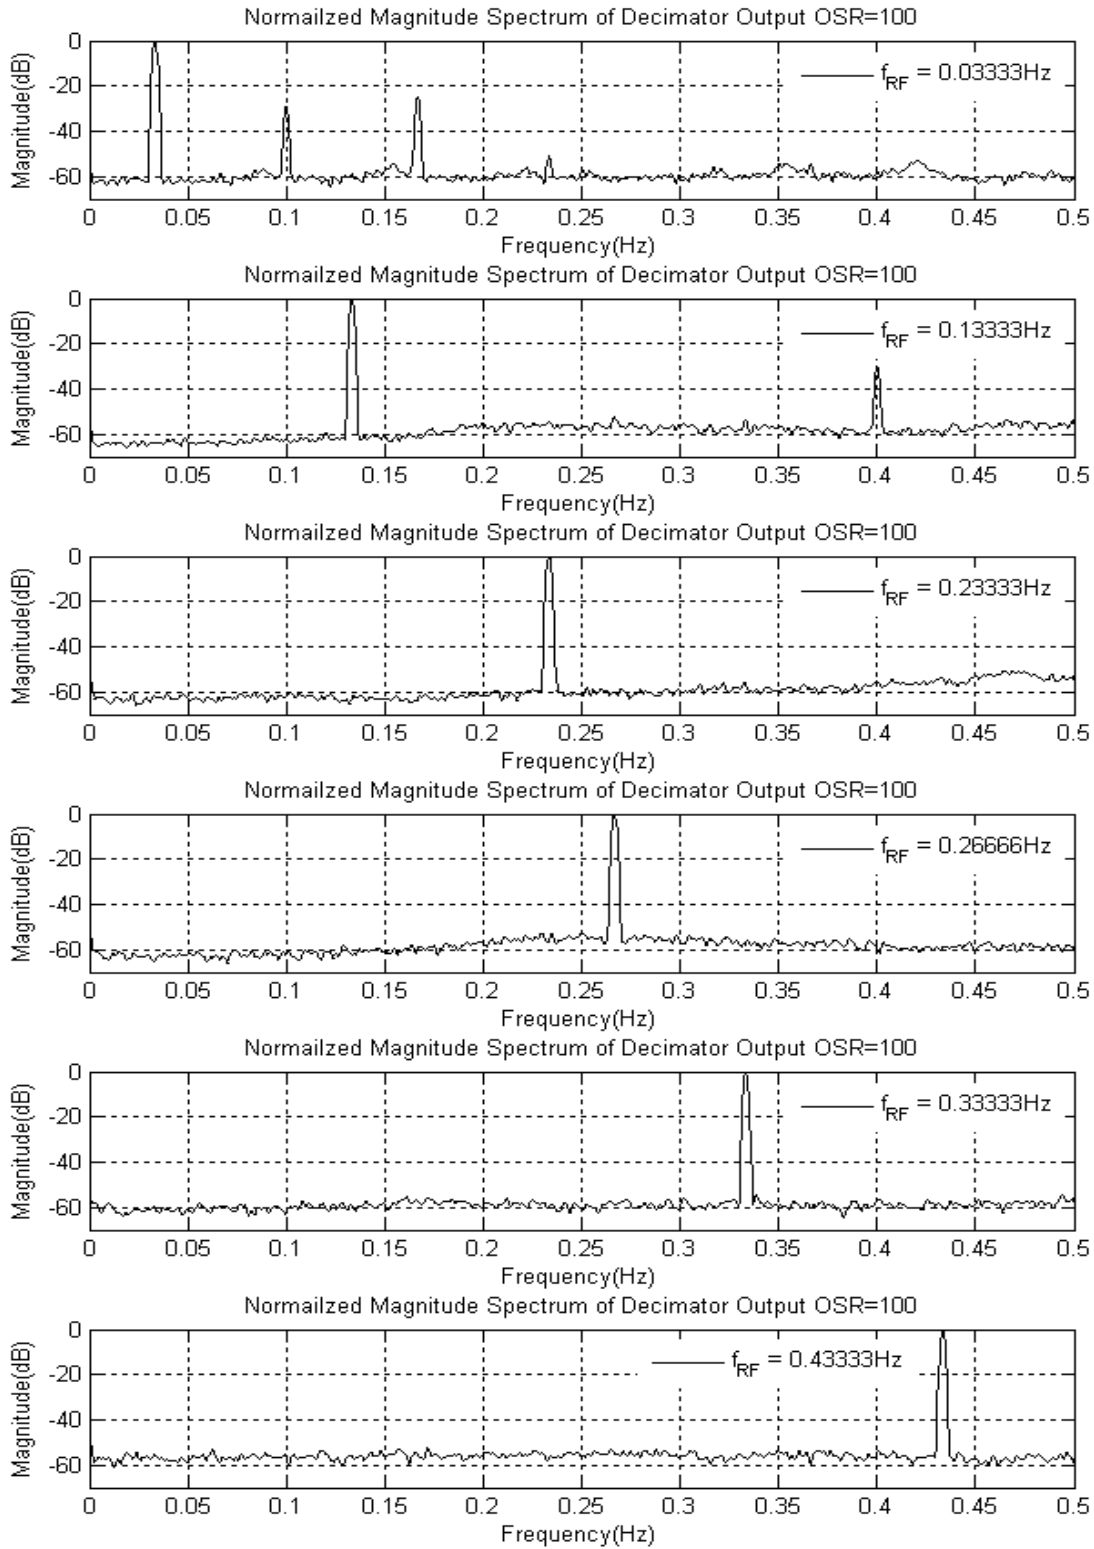 Normailzed Magnitude Spectrum of Decimator Output OSR=100
Magnitude(dB)
0
-20
-40
-60
f_RF = 0.03333Hz
0 0.05 0.1 0.15 0.2 0.25 0.3 0.35 0.4 0.45 0.5
Frequency(Hz)
Normailzed Magnitude Spectrum of Decimator Output OSR=100
Magnitude(dB)
0
-20
-40
-60
f_RF = 0.13333Hz
0 0.05 0.1 0.15 0.2 0.25 0.3 0.35 0.4 0.45 0.5
Frequency(Hz)
Normailzed Magnitude Spectrum of Decimator Output OSR=100
Magnitude(dB)
0
-20
-40
-60
f_RF = 0.23333Hz
0 0.05 0.1 0.15 0.2 0.25 0.3 0.35 0.4 0.45 0.5
Frequency(Hz)
Normailzed Magnitude Spectrum of Decimator Output OSR=100
Magnitude(dB)
0
-20
-40
-60
f_RF = 0.26666Hz
0 0.05 0.1 0.15 0.2 0.25 0.3 0.35 0.4 0.45 0.5
Frequency(Hz)
Normailzed Magnitude Spectrum of Decimator Output OSR=100
Magnitude(dB)
0
-20
-40
-60
f_RF = 0.33333Hz
0 0.05 0.1 0.15 0.2 0.25 0.3 0.35 0.4 0.45 0.5
Frequency(Hz)
Normailzed Magnitude Spectrum of Decimator Output OSR=100
Magnitude(dB)
0
-20
-40
-60
f_RF = 0.43333Hz
0 0.05 0.1 0.15 0.2 0.25 0.3 0.35 0.4 0.45 0.5
Frequency(Hz)